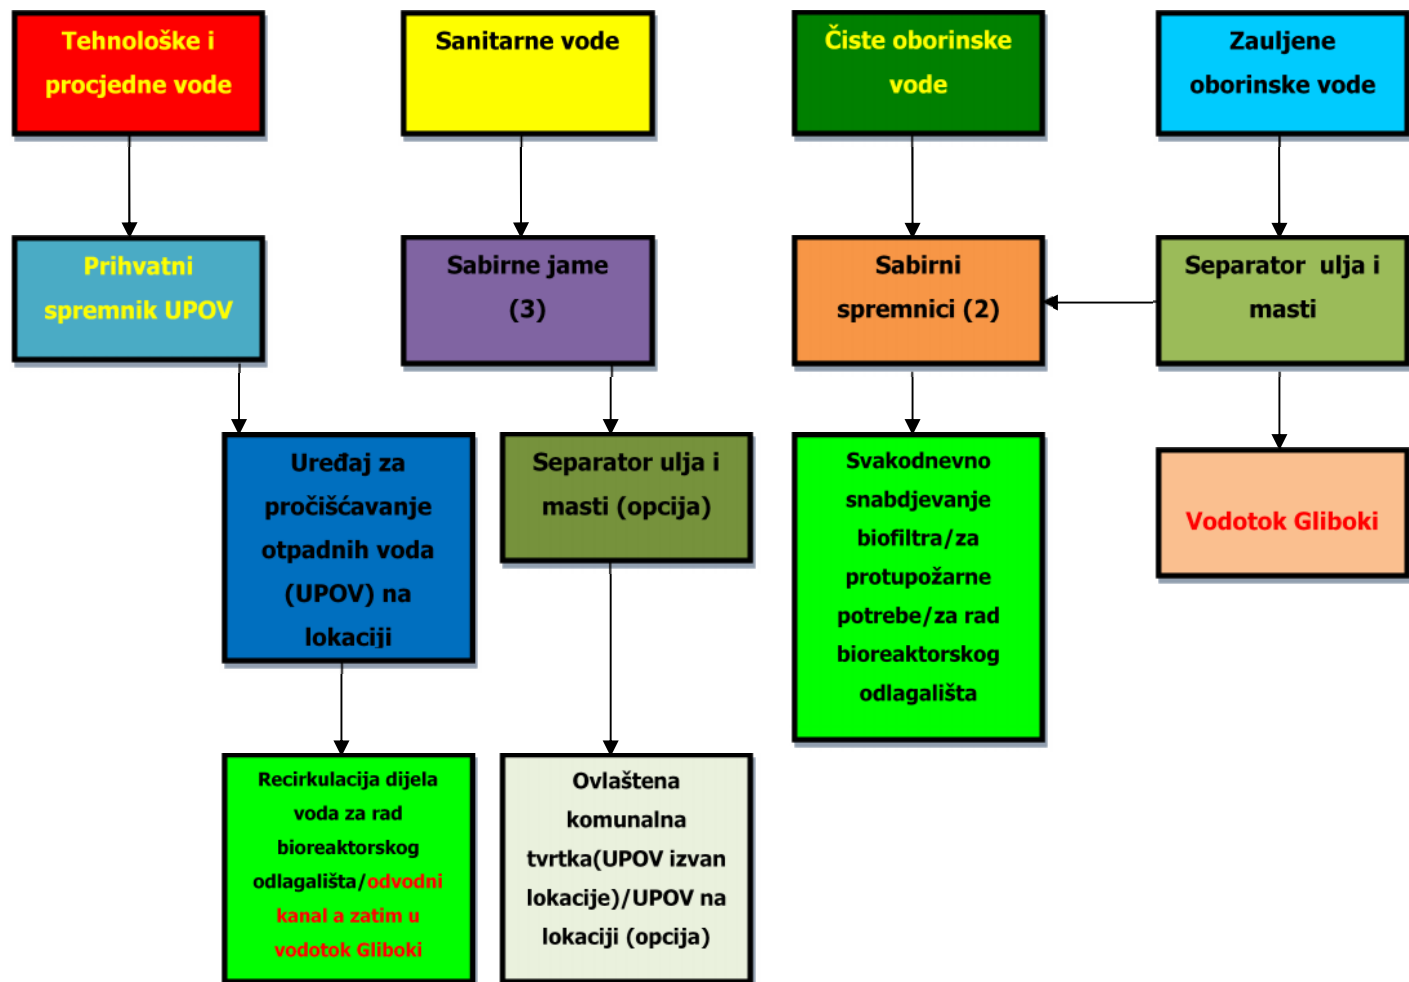 Tehnološke i
procjedne vode
Sanitarne vode
Čiste oborinske
vode
Zauljene
oborinske vode
Prihvatni
spremnik UPOV
Sabirne jame
(3)
Sabirni
spremnici (2)
Separator ulja i
masti
Uređaj za
pročišćavanje
otpadnih voda
(UPOV) na
lokaciji
Separator ulja i
masti (opcija)
Svakodnevno
snabdjevanje
biofiltra/za
protupožarne
potrebe/za rad
bioreaktorskog
odlagališta
Vodotok Gliboki
Recirkulacija dijela
voda za rad
bioreaktorskog
odlagališta/odvodni
kanal a zatim u
vodotok Gliboki
Ovlaštena
komunalna
tvrtka(UPOV izvan
lokacije)/UPOV na
lokaciji (opcija)